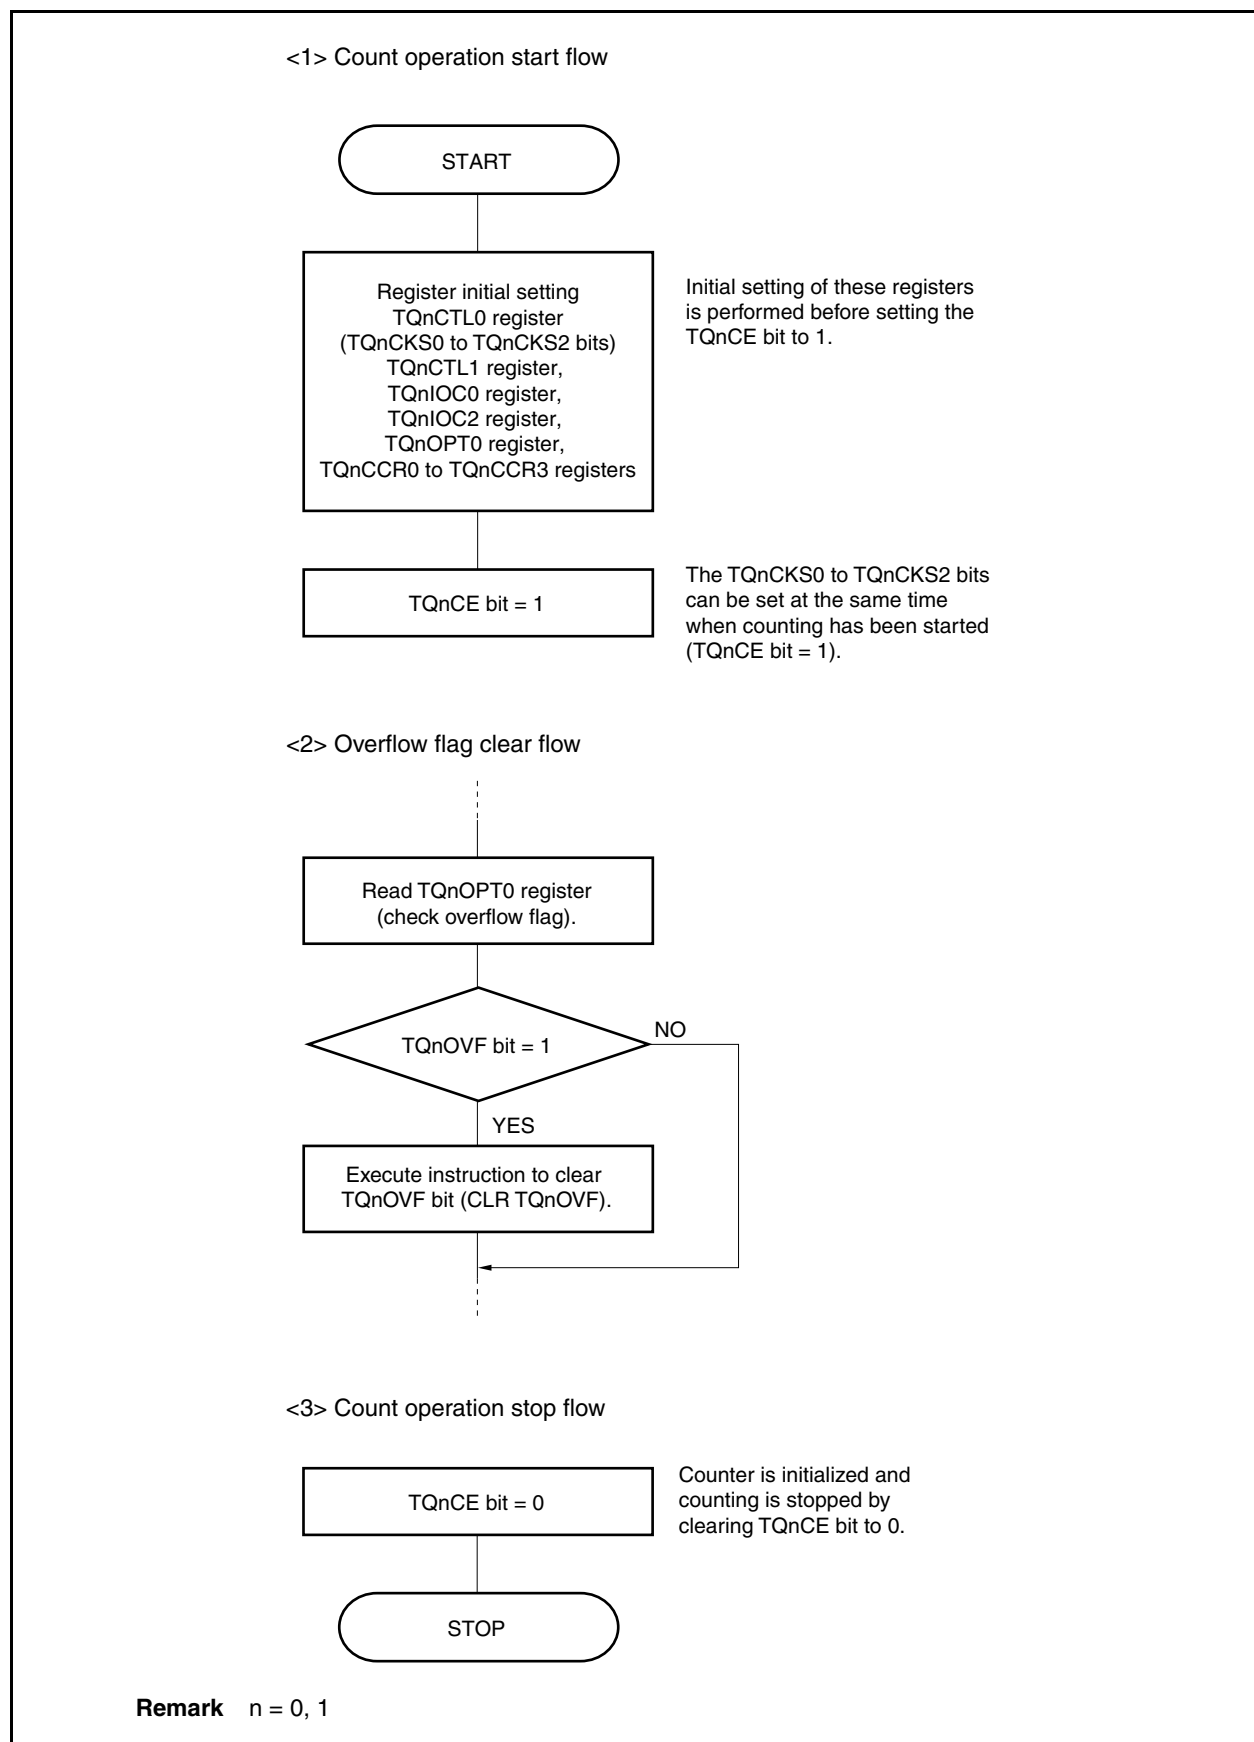 <1> Count operation start flow
START
Register initial setting
TQnCTL0 register
(TQnCKS0 to TQnCKS2 bits)
TQnCTL1 register,
TQnIOC0 register,
TQnIOC2 register,
TQnOPT0 register,
TQnCCR0 to TQnCCR3 registers
Initial setting of these registers
is performed before setting the
TQnCE bit to 1.
TQnCE bit = 1
The TQnCKS0 to TQnCKS2 bits
can be set at the same time
when counting has been started
(TQnCE bit = 1).
<2> Overflow flag clear flow
Read TQnOPT0 register
(check overflow flag).
TQnOVF bit = 1
NO
YES
Execute instruction to clear
TQnOVF bit (CLR TQnOVF).
<3> Count operation stop flow
TQnCE bit = 0
Counter is initialized and
counting is stopped by
clearing TQnCE bit to 0.
STOP
Remark n = 0, 1